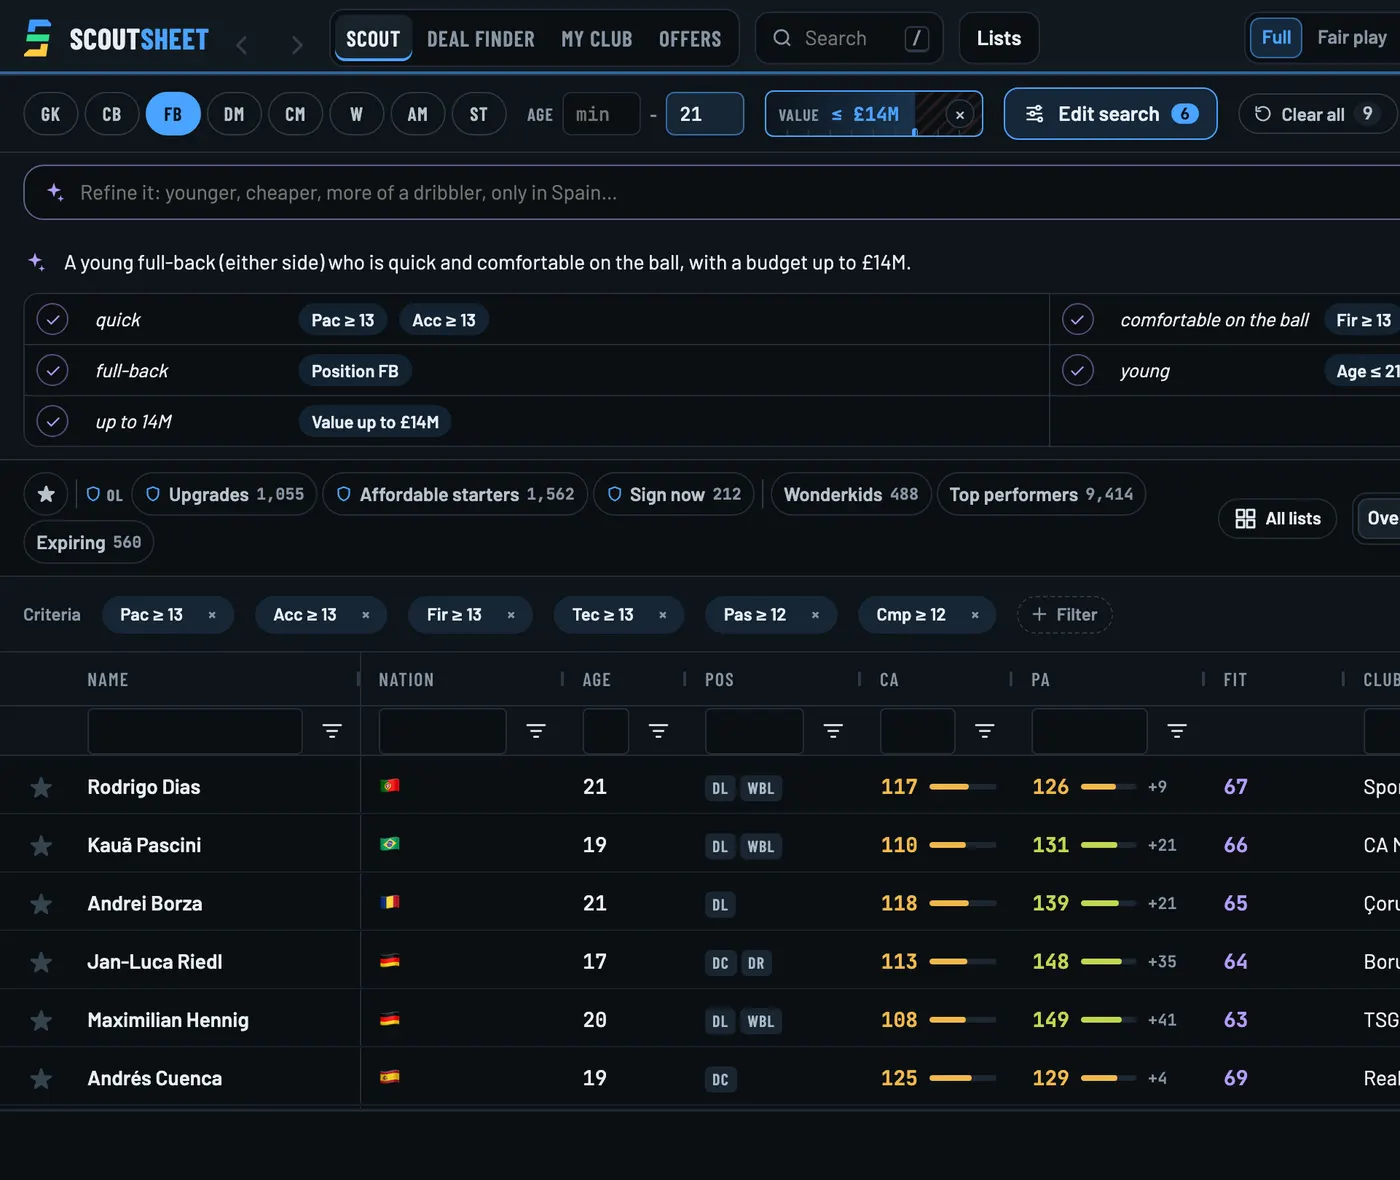 SCOUTSHEET SCOUT DEAL FINDER MY CLUB OFFERS Search / Lists Full Fair play
GK CB FB DM CM W AM ST AGE min - 21 VALUE ≤ £14M × Edit search 6 Clear all 9
Refine it: younger, cheaper, more of a dribbler, only in Spain...
A young full-back (either side) who is quick and comfortable on the ball, with a budget up to £14M.
quick Pac ≥ 13 Acc ≥ 13 comfortable on the ball Fir ≥ 13
full-back Position FB young Age ≤ 21
up to 14M Value up to £14M
OL Upgrades 1,055 Affordable starters 1,562 Sign now 212 Wonderkids 488 Top performers 9,414
All lists Ove
Expiring 560
Criteria Pac ≥ 13 × Acc ≥ 13 × Fir ≥ 13 × Tec ≥ 13 × Pas ≥ 12 × Cmp ≥ 12 × + Filter
NAME NATION AGE POS CA PA FIT CLUB
Rodrigo Dias 21 DL WBL 117 126 +9 67 Spor
Kauã Pascini 19 DL WBL 110 131 +21 66 CA N
Andrei Borza 21 DL 118 139 +21 65 Çoru
Jan-Luca Riedl 17 DC DR 113 148 +35 64 Boru
Maximilian Hennig 20 DL WBL 108 149 +41 63 TSG
Andrés Cuenca 19 DC 125 129 +4 69 Real